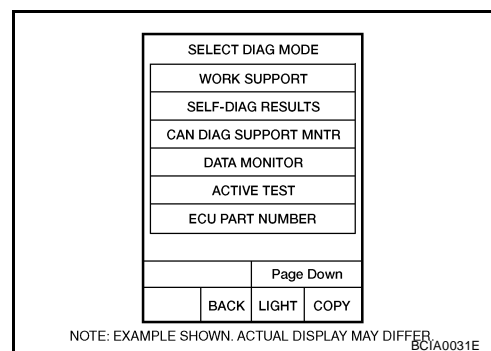 SELECT DIAG MODE
WORK SUPPORT
SELF-DIAG RESULTS
CAN DIAG SUPPORT MNTR
DATA MONITOR
ACTIVE TEST
ECU PART NUMBER
Page Down
BACK LIGHT COPY
NOTE: EXAMPLE SHOWN. ACTUAL DISPLAY MAY DIFFER.
BCIA0031E